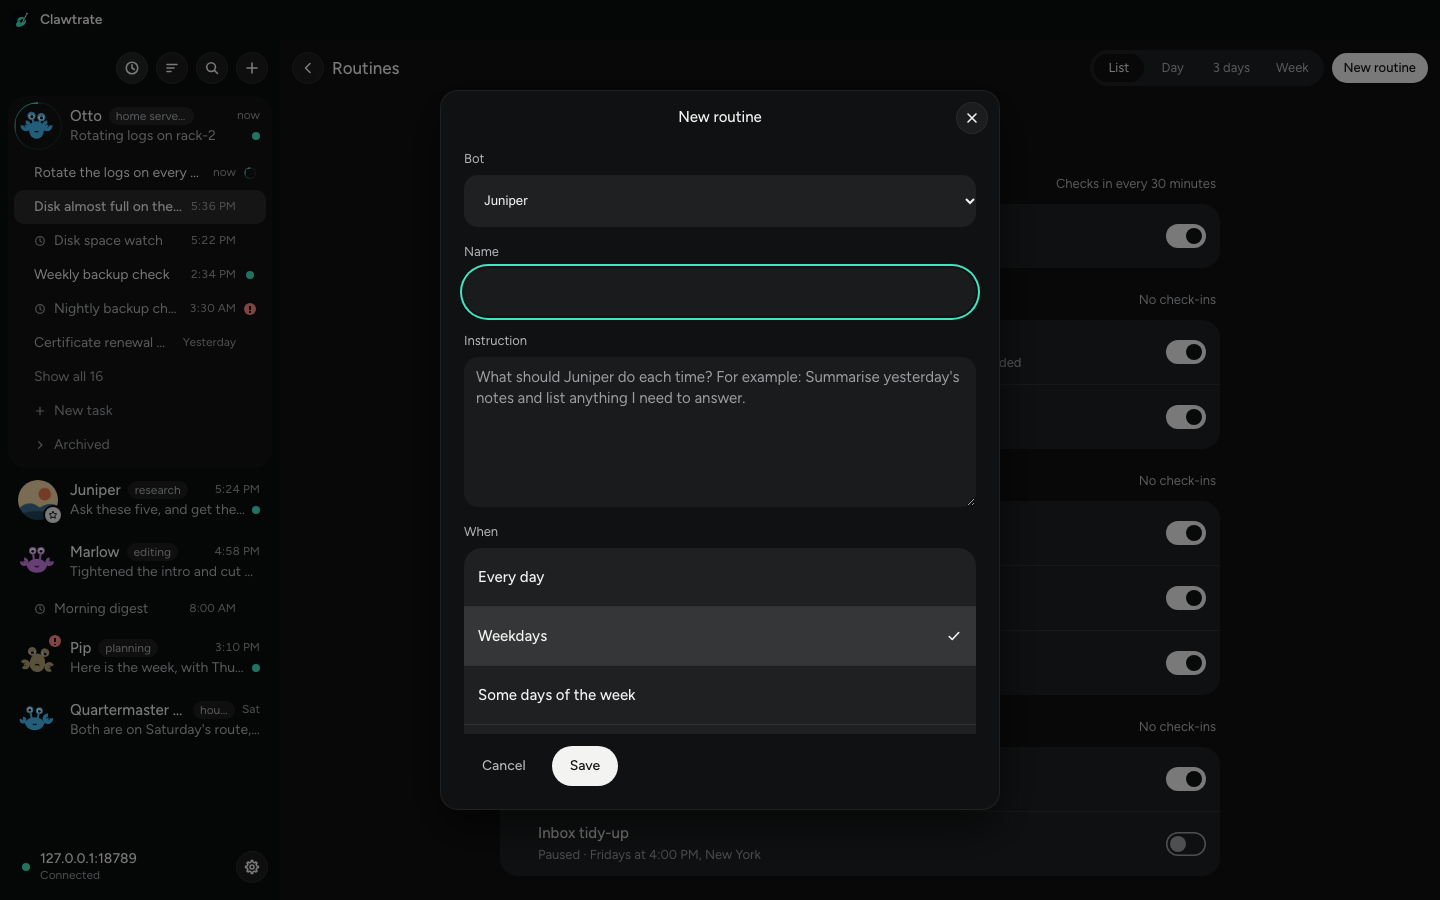 Clawtrate
Routines
List
Day
3 days
Week
New routine
Otto
home serve...
now
Rotating logs on rack-2
Rotate the logs on every ...
now
Disk almost full on the...
5:36 PM
Disk space watch
5:22 PM
Weekly backup check
2:34 PM
Nightly backup ch...
3:30 AM
Certificate renewal ...
Yesterday
Show all 16
New task
Archived
Juniper
research
5:24 PM
Ask these five, and get the...
Marlow
editing
4:58 PM
Tightened the intro and cut ...
Morning digest
8:00 AM
Pip
planning
3:10 PM
Here is the week, with Thu...
Quartermaster ...
hou...
Sat
Both are on Saturday's route,...
127.0.0.1:18789
Connected
New routine
Bot
Juniper
Name
Instruction
What should Juniper do each time? For example: Summarise yesterday's
notes and list anything I need to answer.
When
Every day
Weekdays
Some days of the week
Cancel
Save
Checks in every 30 minutes
No check-ins
ded
No check-ins
No check-ins
Inbox tidy-up
Paused · Fridays at 4:00 PM, New York